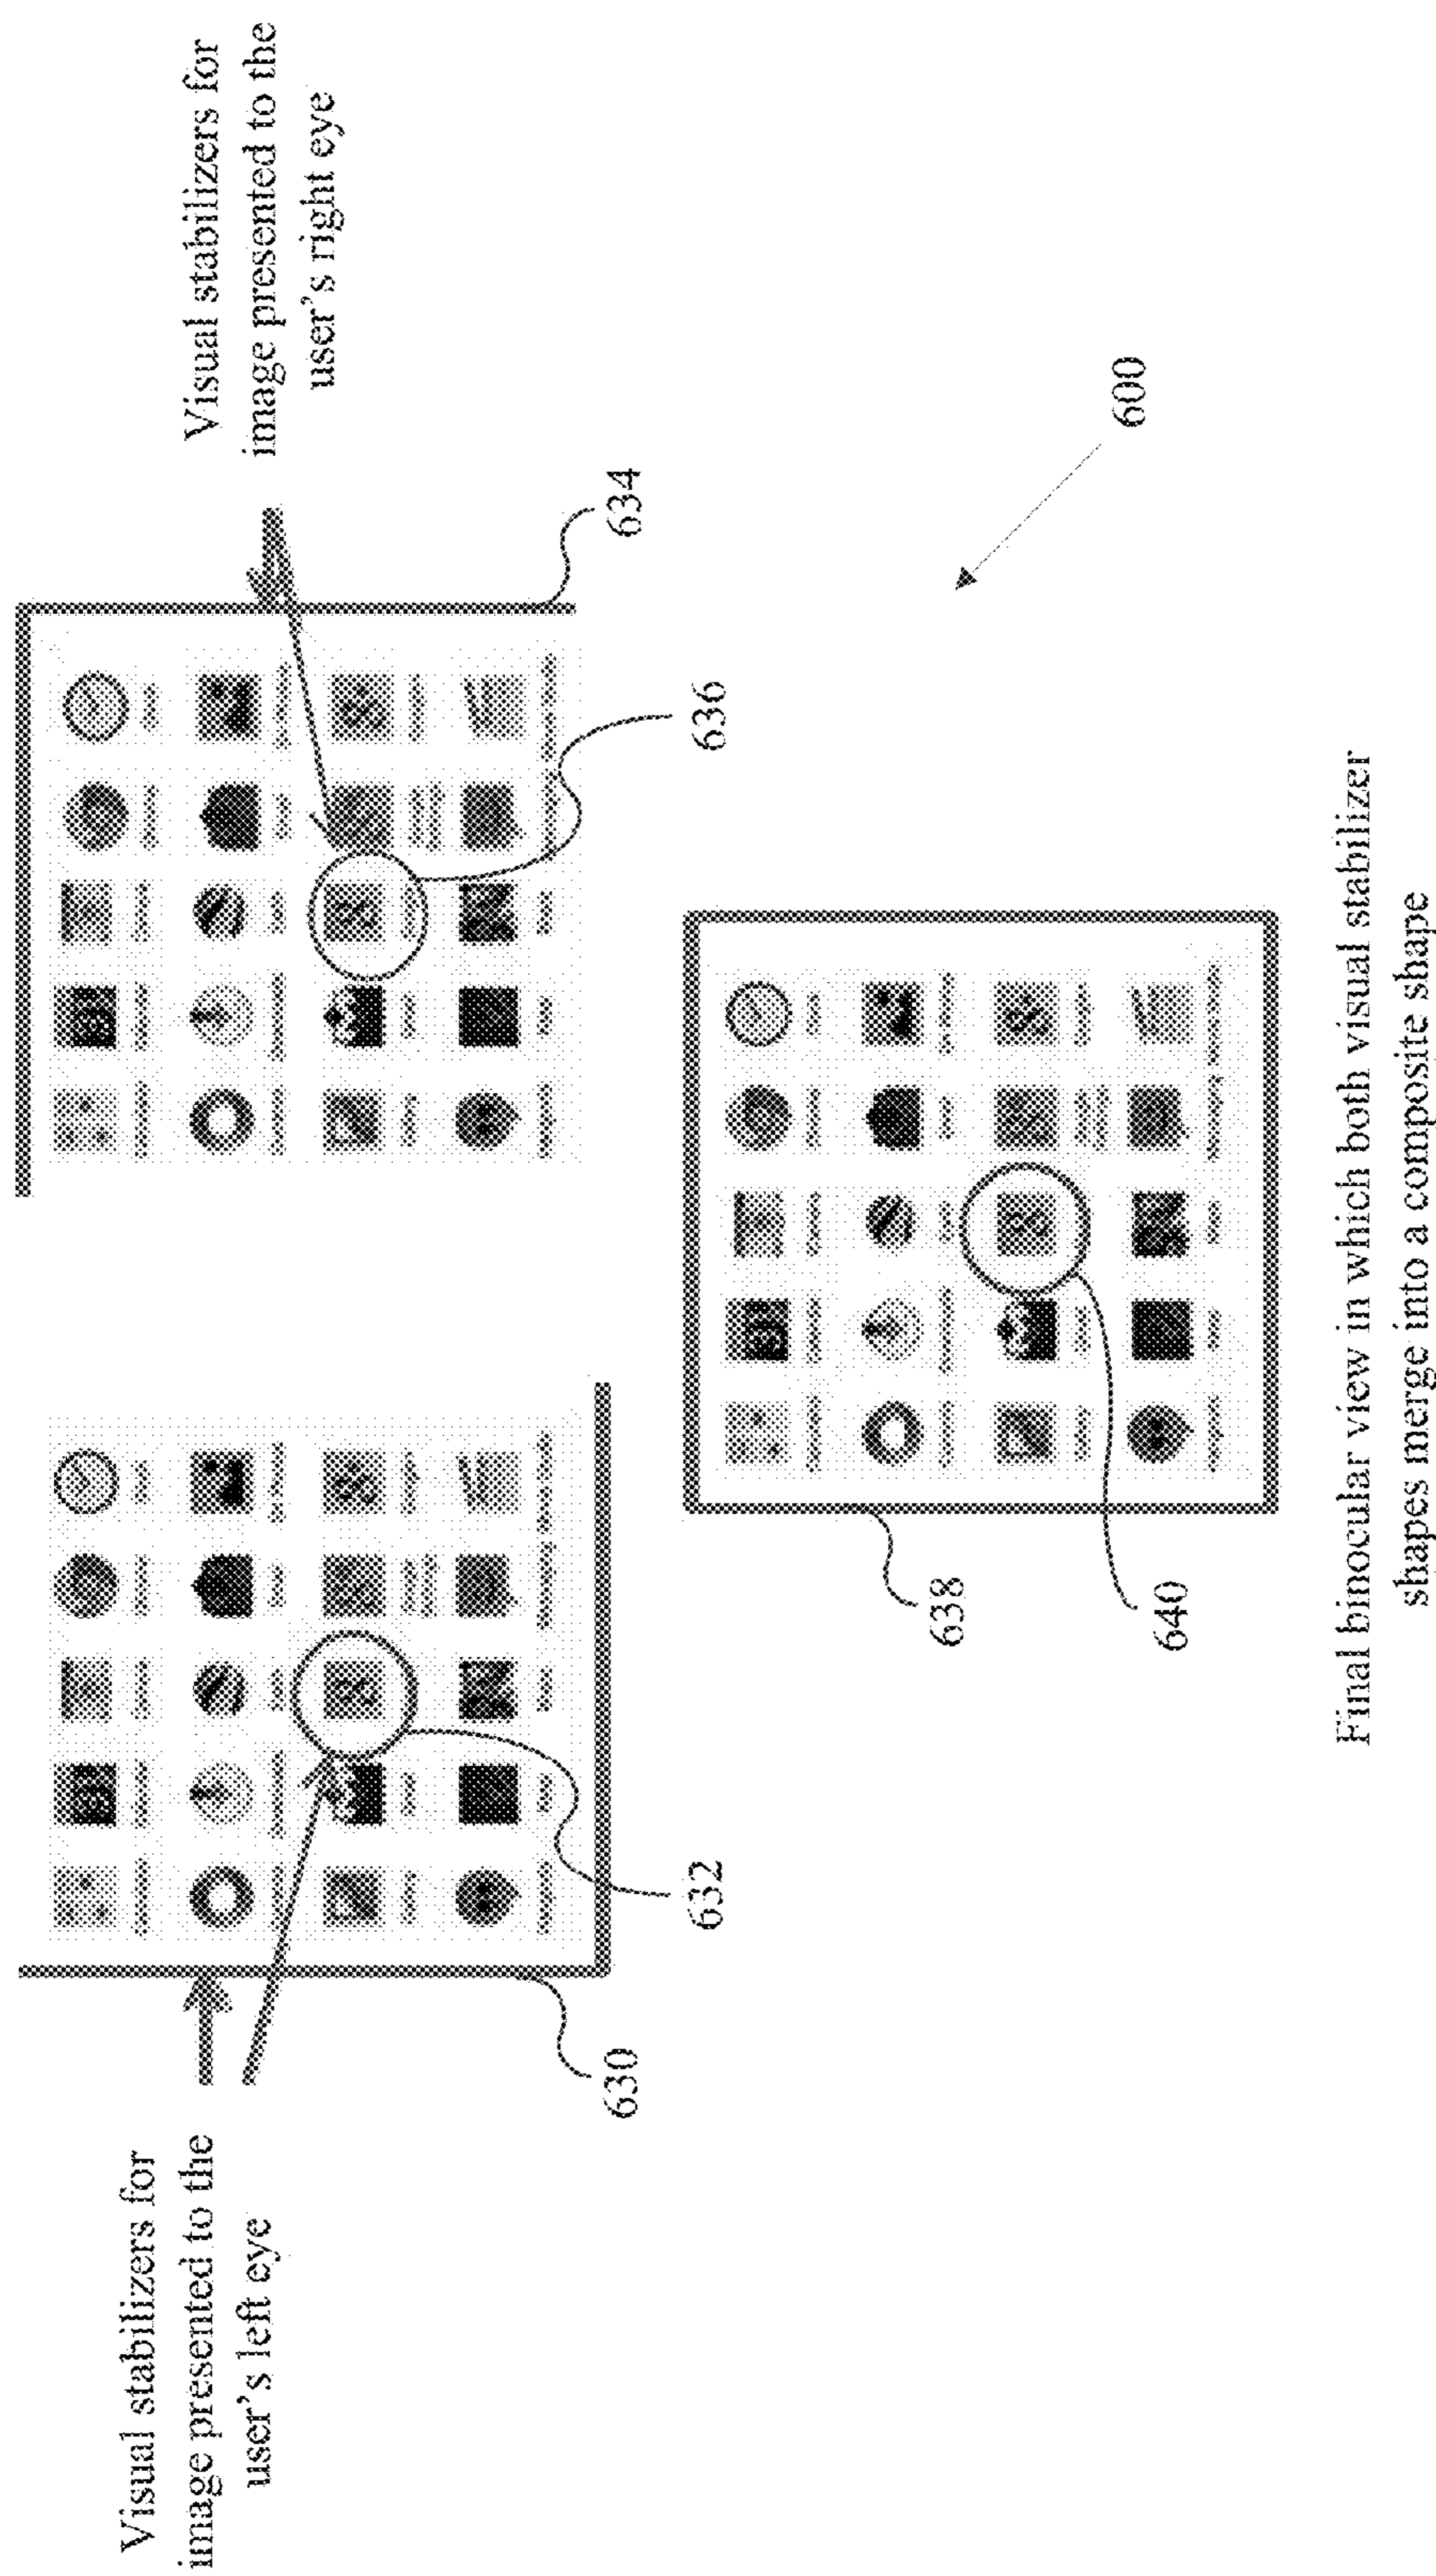 Visual stabilizers for
image presented to the
user's left eye
Visual stabilizers for
image presented to the
user's right eye
630
632
634
636
638
640
600
Final binocular view in which both visual stabilizer
shapes merge into a composite shape